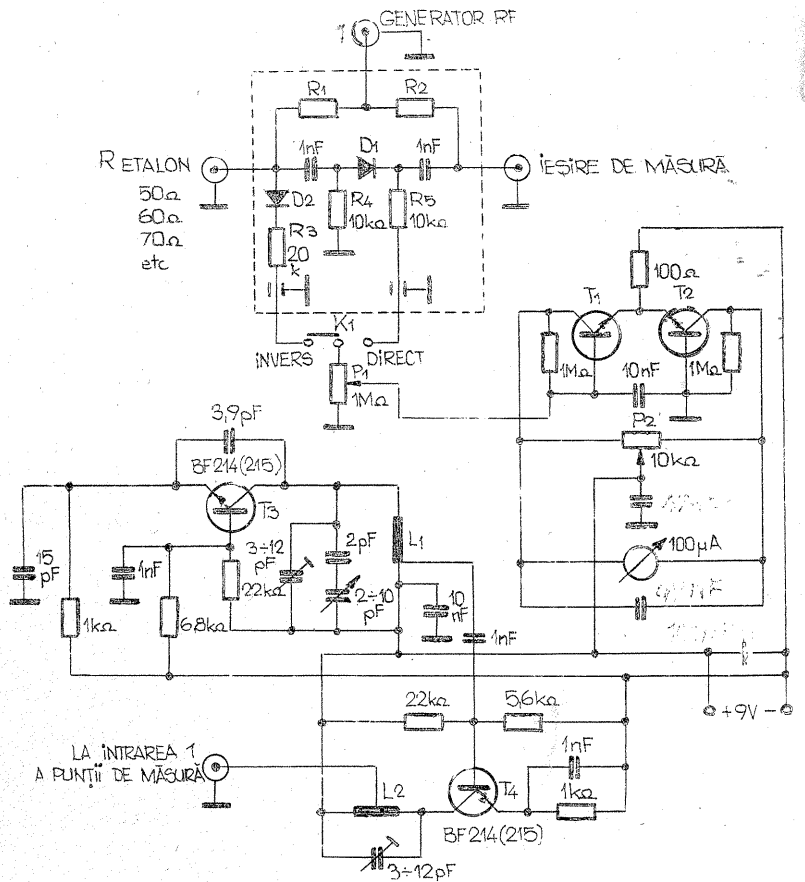 1
GENERATOR RF
R1
R2
1nF
D1
1nF
R ETALON
50Ω
60Ω
70Ω
etc
IEȘIRE DE MĂSURĂ
D2
R4
10kΩ
R5
10kΩ
R3
20
k
K1
INVERS
DIRECT
P1
1MΩ
100Ω
T1
T2
1MΩ
10nF
1MΩ
P2
10kΩ
100μA
3,9pF
BF214(215)
T3
15
pF
1nF
1kΩ
6,8kΩ
22kΩ
3÷12
pF
2pF
2÷10
pF
L1
10
nF
1nF
+9V -
22kΩ
5,6kΩ
LA INTRAREA 1
A PUNȚII DE MĂSURĂ
L2
T4
1nF
1kΩ
BF214(215)
3÷12pF